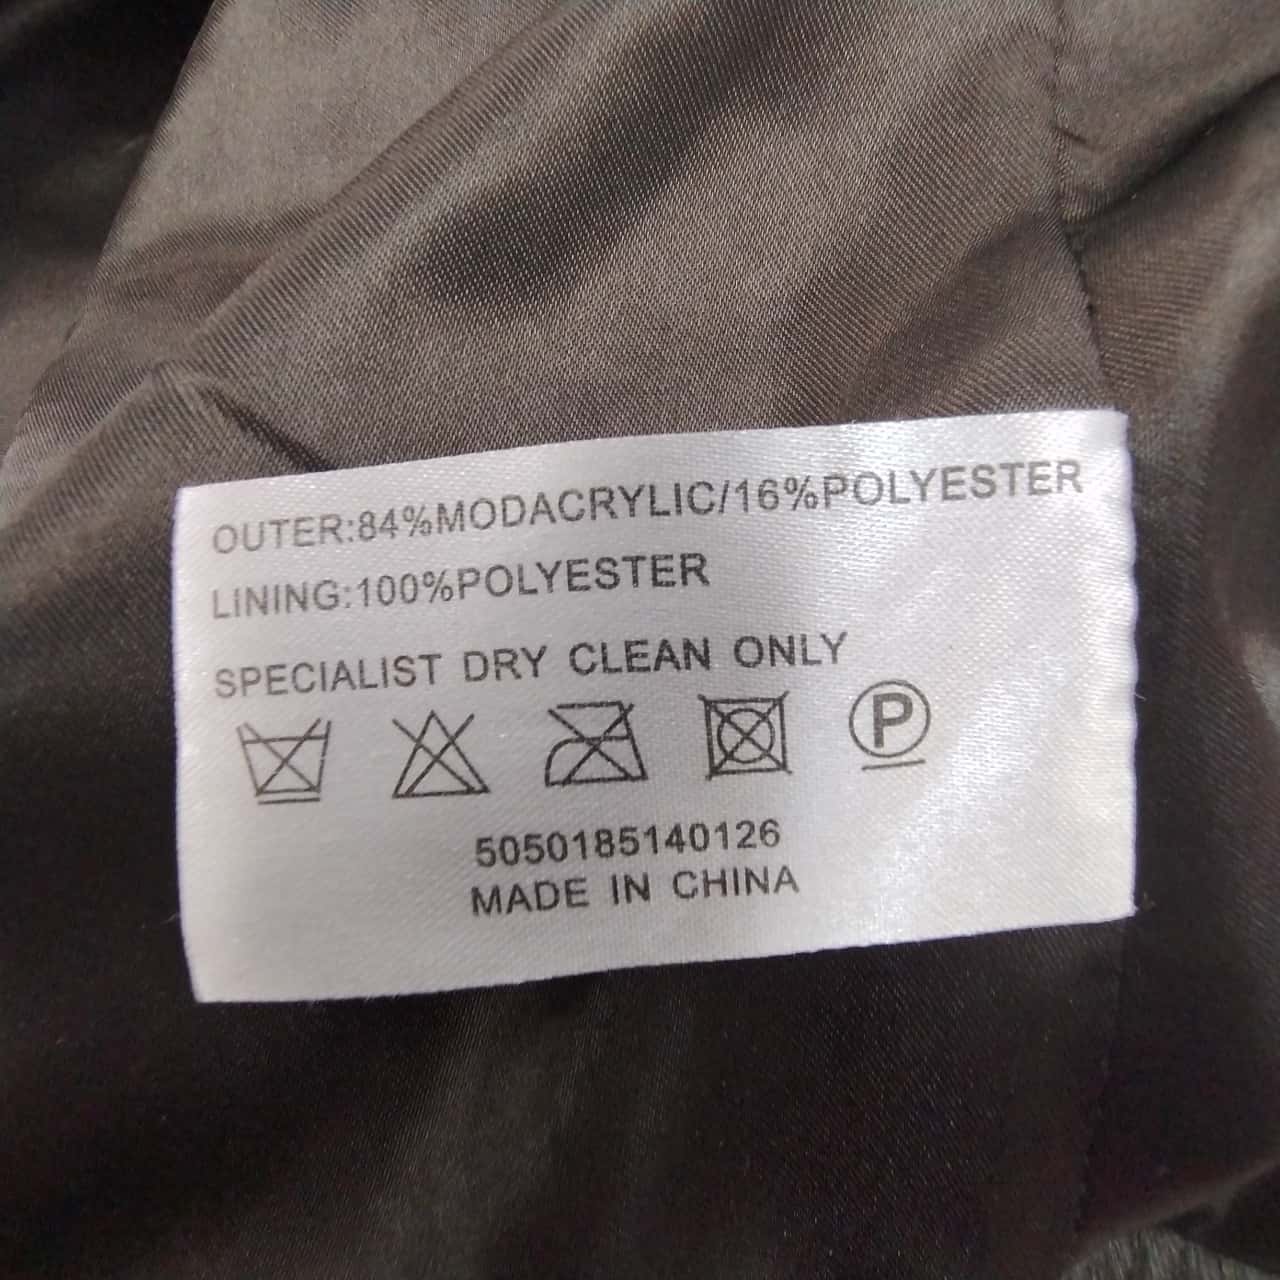 OUTER:84%MODACRYLIC/16%POLYESTER
LINING:100%POLYESTER
SPECIALIST DRY CLEAN ONLY
P
5050185140126
MADE IN CHINA